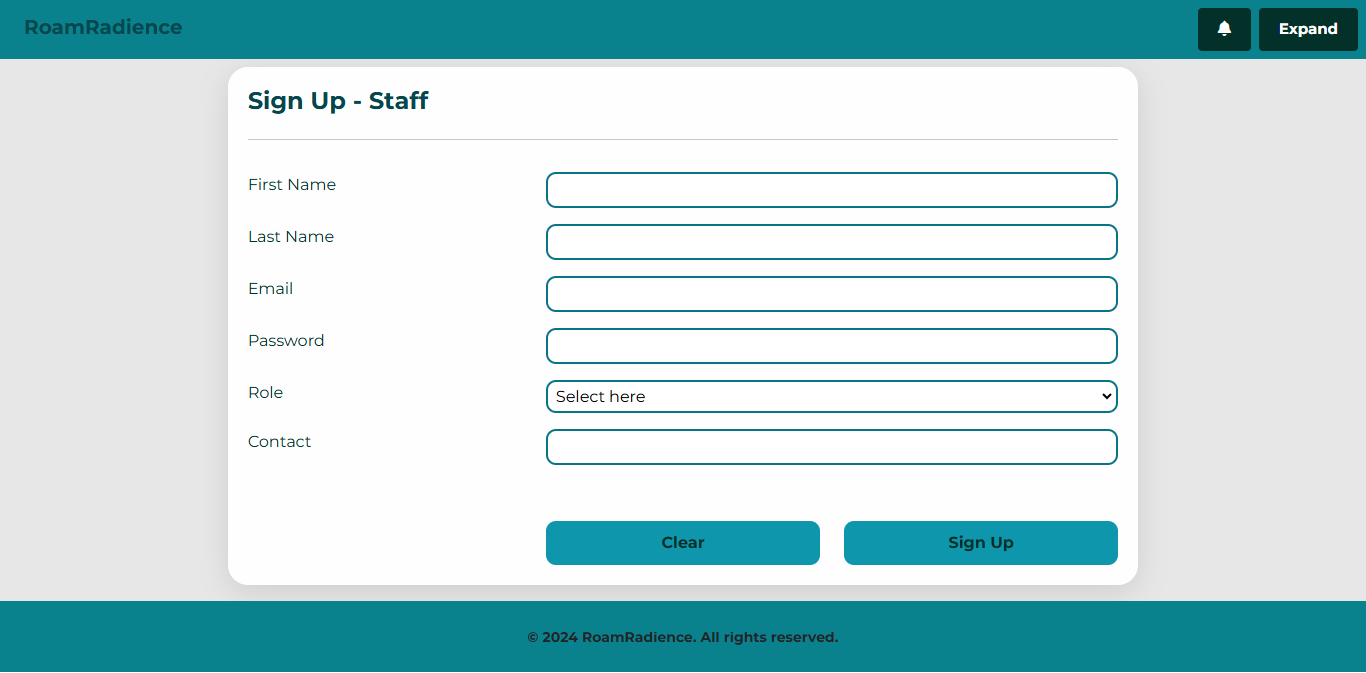 RoamRadience
Expand
Sign Up - Staff
First Name
Last Name
Email
Password
Role
Select here
Contact
Clear
Sign Up
© 2024 RoamRadience. All rights reserved.